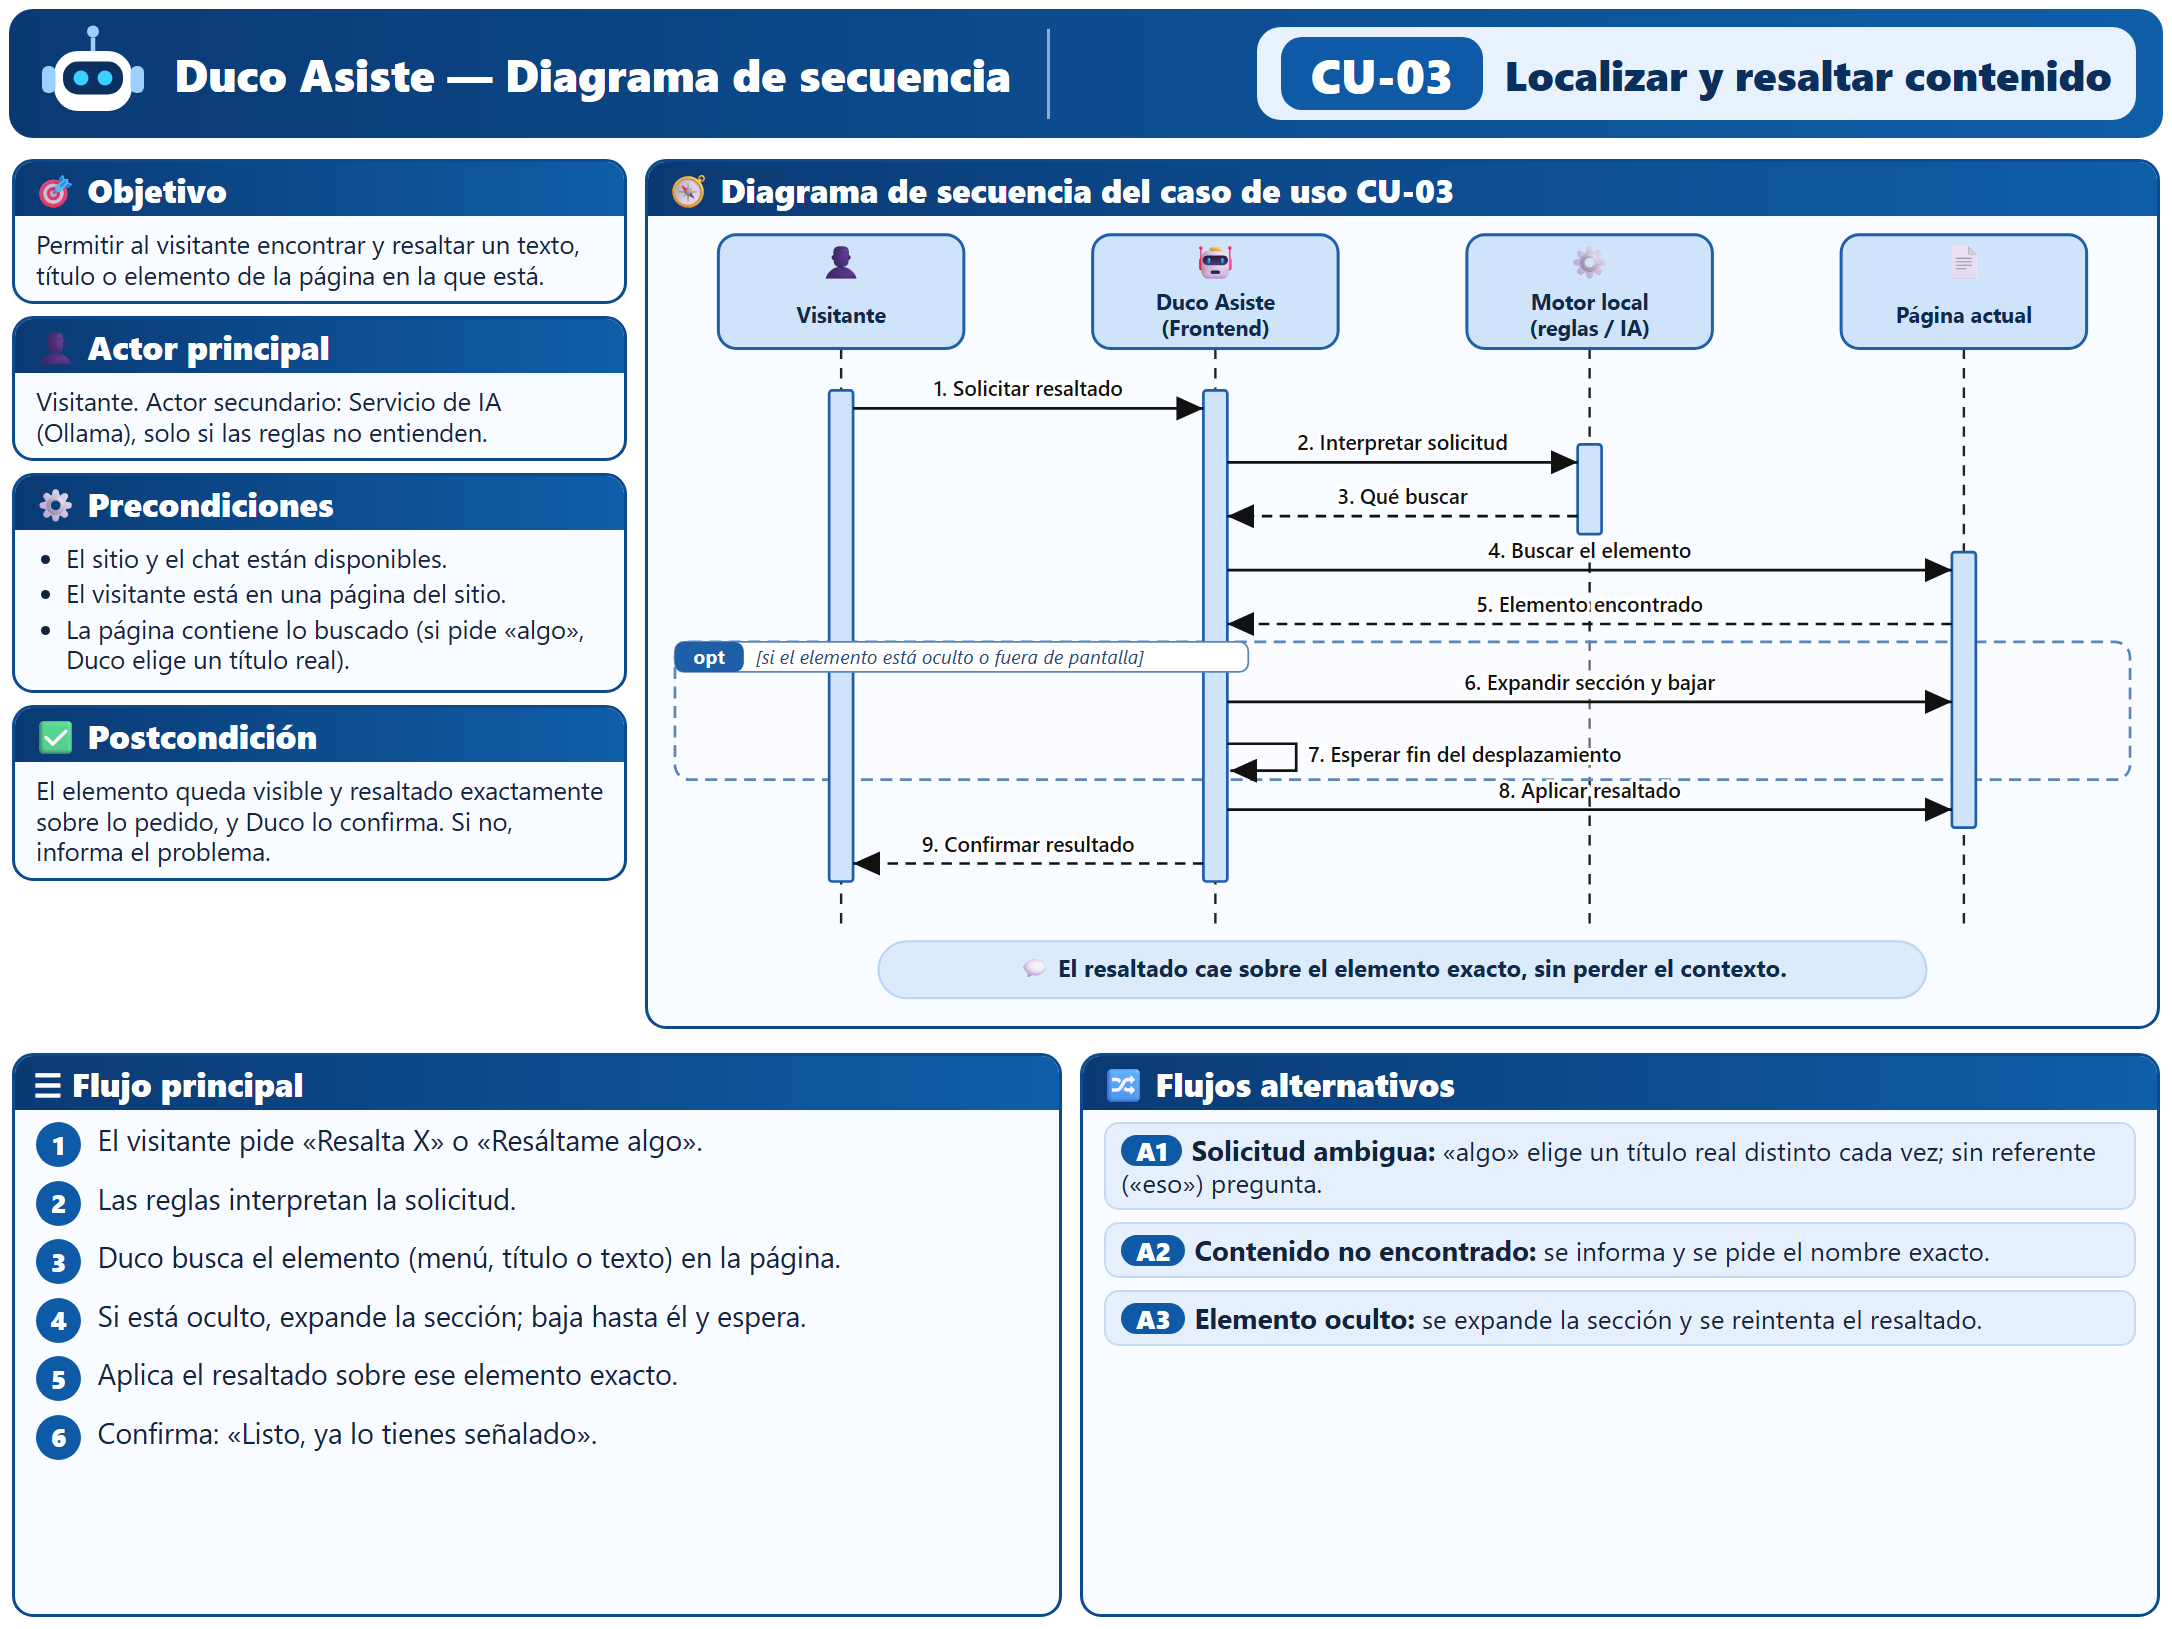 Duco Asiste — Diagrama de secuencia
CU-03 Localizar y resaltar contenido
Objetivo
Permitir al visitante encontrar y resaltar un texto,
título o elemento de la página en la que está.
Actor principal
Visitante. Actor secundario: Servicio de IA
(Ollama), solo si las reglas no entienden.
Precondiciones
• El sitio y el chat están disponibles.
• El visitante está en una página del sitio.
• La página contiene lo buscado (si pide «algo»,
Duco elige un título real).
Postcondición
El elemento queda visible y resaltado exactamente
sobre lo pedido, y Duco lo confirma. Si no,
informa el problema.
Diagrama de secuencia del caso de uso CU-03
Visitante
Duco Asiste
(Frontend)
Motor local
(reglas / IA)
Página actual
1. Solicitar resaltado
2. Interpretar solicitud
3. Qué buscar
4. Buscar el elemento
5. Elemento encontrado
opt [si el elemento está oculto o fuera de pantalla]
6. Expandir sección y bajar
7. Esperar fin del desplazamiento
8. Aplicar resaltado
9. Confirmar resultado
El resaltado cae sobre el elemento exacto, sin perder el contexto.
Flujo principal
1 El visitante pide «Resalta X» o «Resáltame algo».
2 Las reglas interpretan la solicitud.
3 Duco busca el elemento (menú, título o texto) en la página.
4 Si está oculto, expande la sección; baja hasta él y espera.
5 Aplica el resaltado sobre ese elemento exacto.
6 Confirma: «Listo, ya lo tienes señalado».
Flujos alternativos
A1 Solicitud ambigua: «algo» elige un título real distinto cada vez; sin referente
(«eso») pregunta.
A2 Contenido no encontrado: se informa y se pide el nombre exacto.
A3 Elemento oculto: se expande la sección y se reintenta el resaltado.